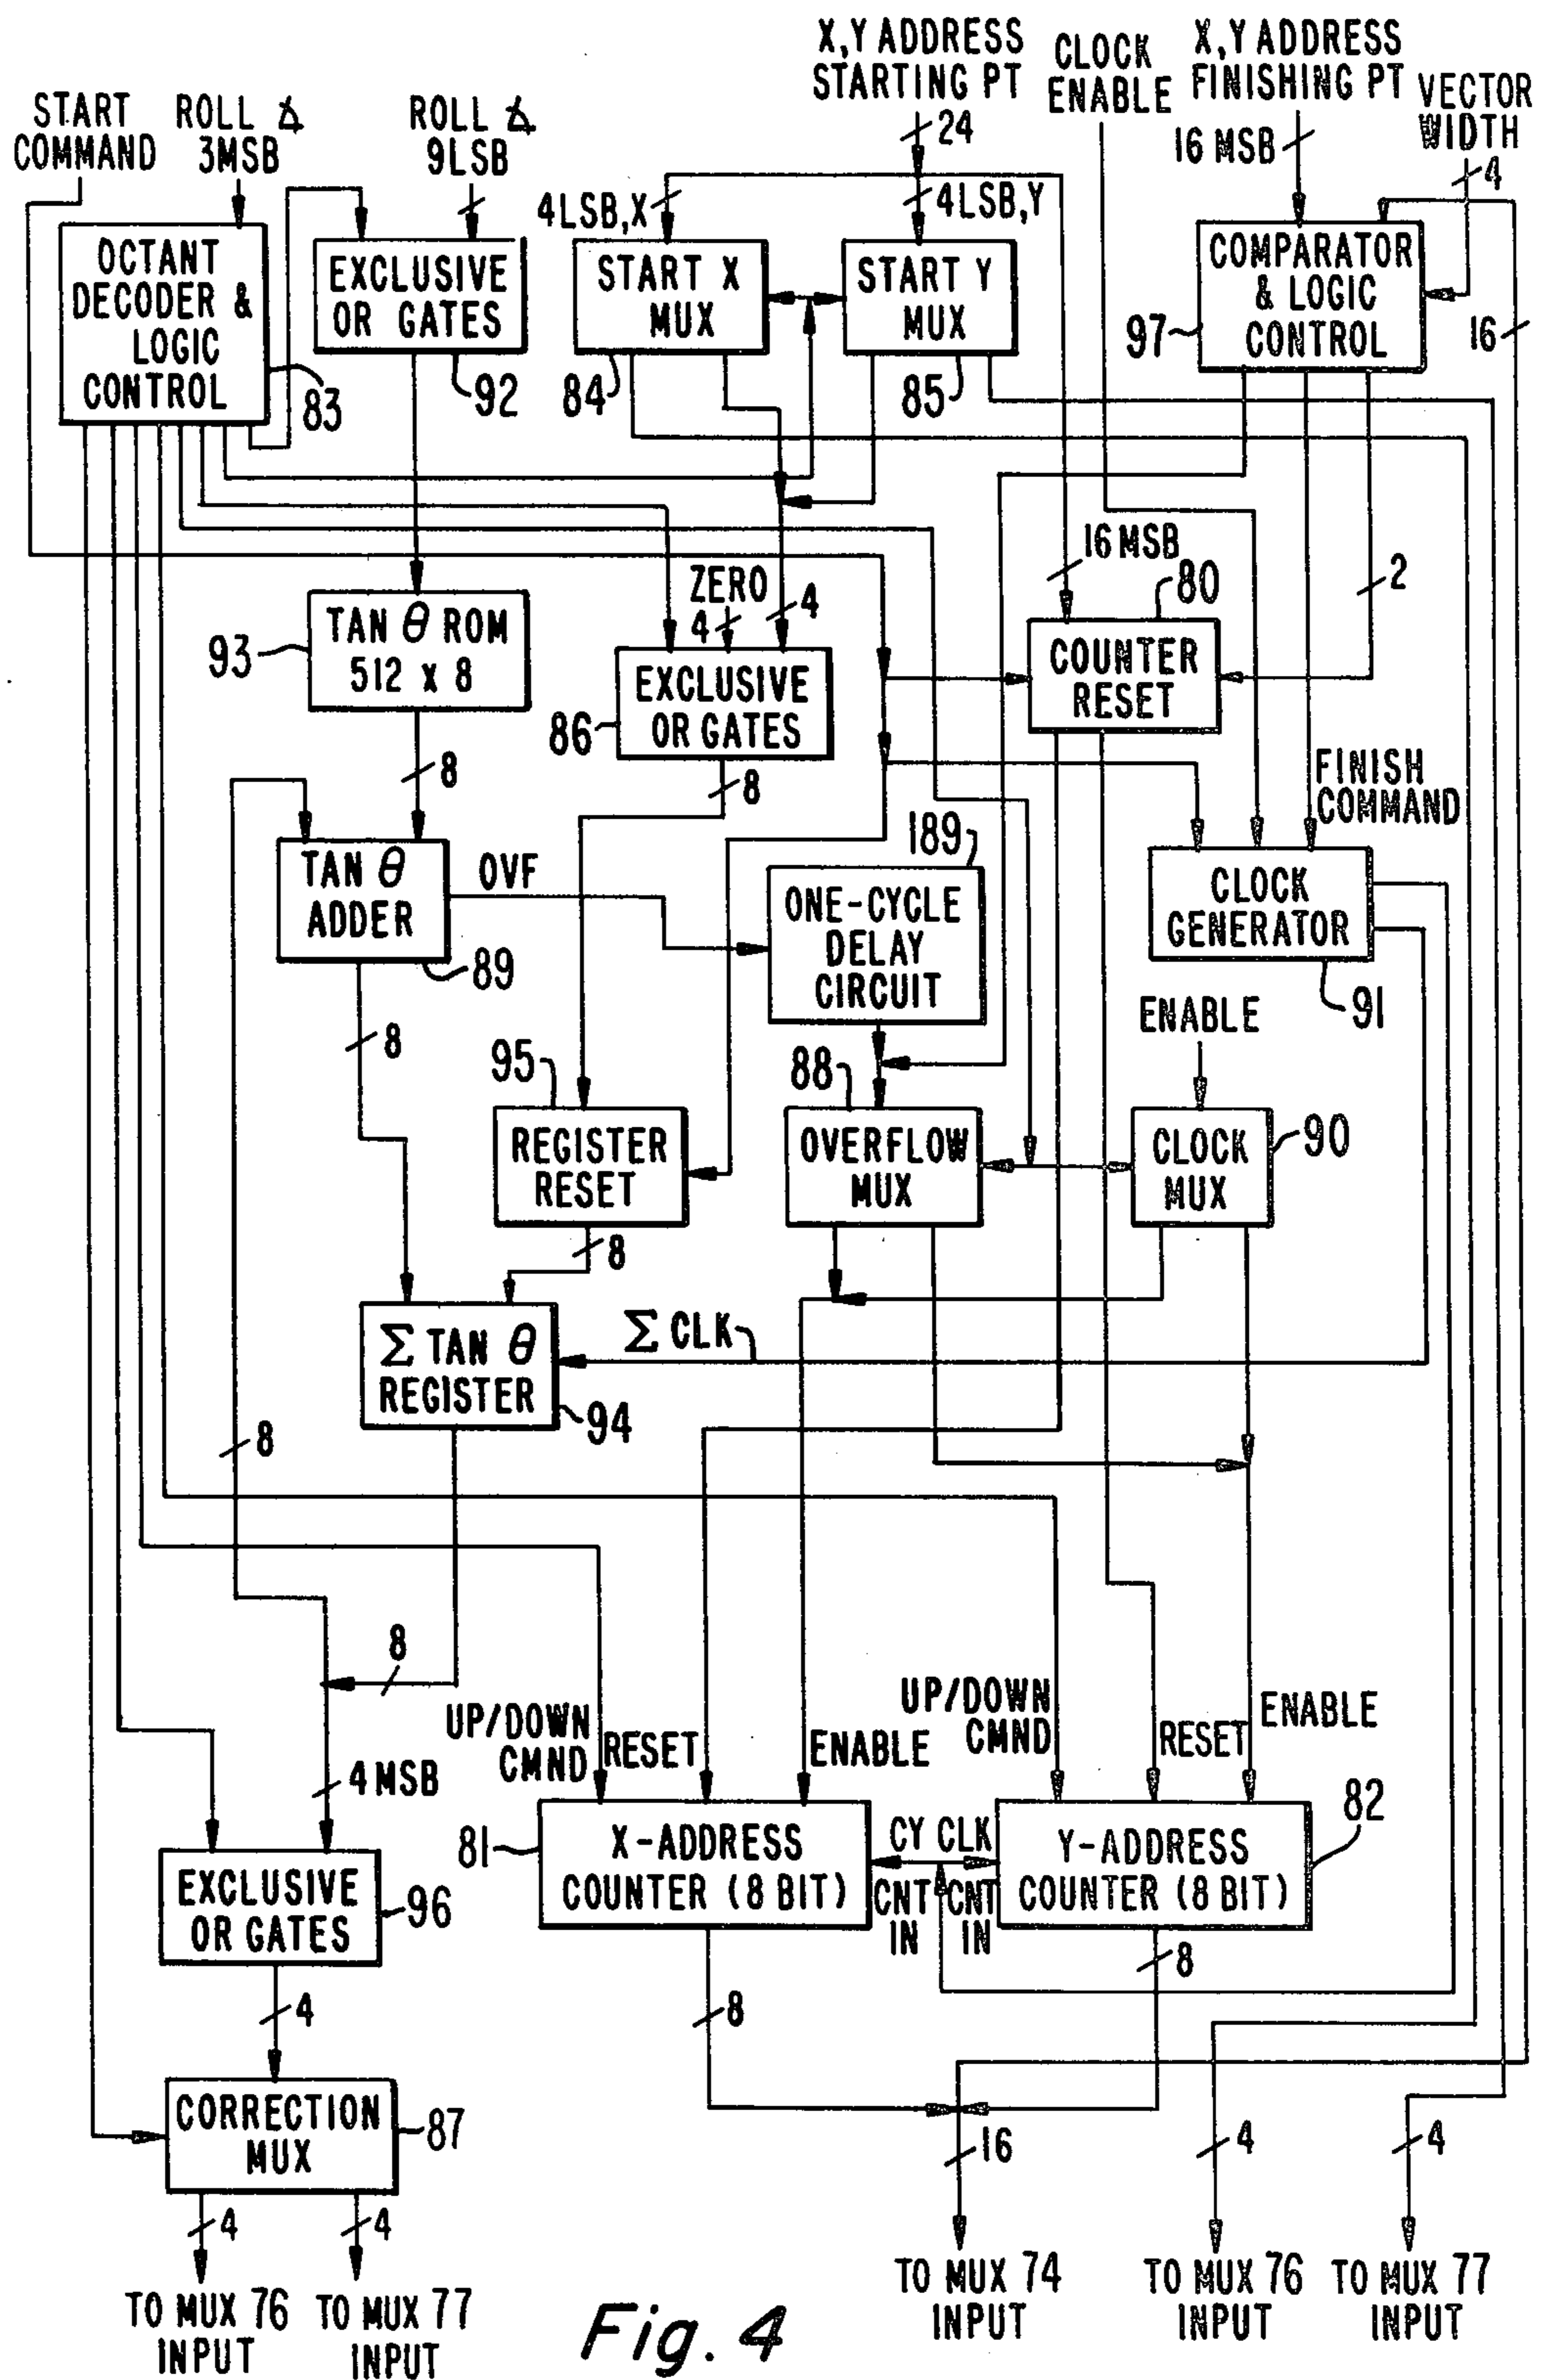 X,Y ADDRESS
STARTING PT
CLOCK
ENABLE
X,Y ADDRESS
FINISHING PT
VECTOR
WIDTH
START
COMMAND
ROLL ∡
3MSB
ROLL ∡
9LSB
24
16 MSB
4
4LSB,X
4LSB,Y
OCTANT
DECODER &
LOGIC
CONTROL
83
EXCLUSIVE
OR GATES
92
START X
MUX
84
START Y
MUX
85
COMPARATOR
& LOGIC
CONTROL
97
16
16 MSB
2
ZERO
4
4
TAN θ ROM
512 x 8
93
EXCLUSIVE
OR GATES
86
COUNTER
RESET
80
8
8
FINISH
COMMAND
TAN θ
ADDER
89
OVF
189
ONE-CYCLE
DELAY
CIRCUIT
CLOCK
GENERATOR
91
8
ENABLE
95
REGISTER
RESET
88
OVERFLOW
MUX
CLOCK
MUX
90
8
Σ TAN θ
REGISTER
94
Σ CLK
8
8
UP/DOWN
CMND
RESET
ENABLE
UP/DOWN
CMND
RESET
ENABLE
4 MSB
EXCLUSIVE
OR GATES
96
81
X-ADDRESS
COUNTER (8 BIT)
CY CLK
CNT
IN
CNT
IN
Y-ADDRESS
COUNTER (8 BIT)
82
4
8
8
CORRECTION
MUX
87
16
4
4
4
4
TO MUX 76
INPUT
TO MUX 77
INPUT
TO MUX 74
INPUT
TO MUX 76
INPUT
TO MUX 77
INPUT
Fig. 4